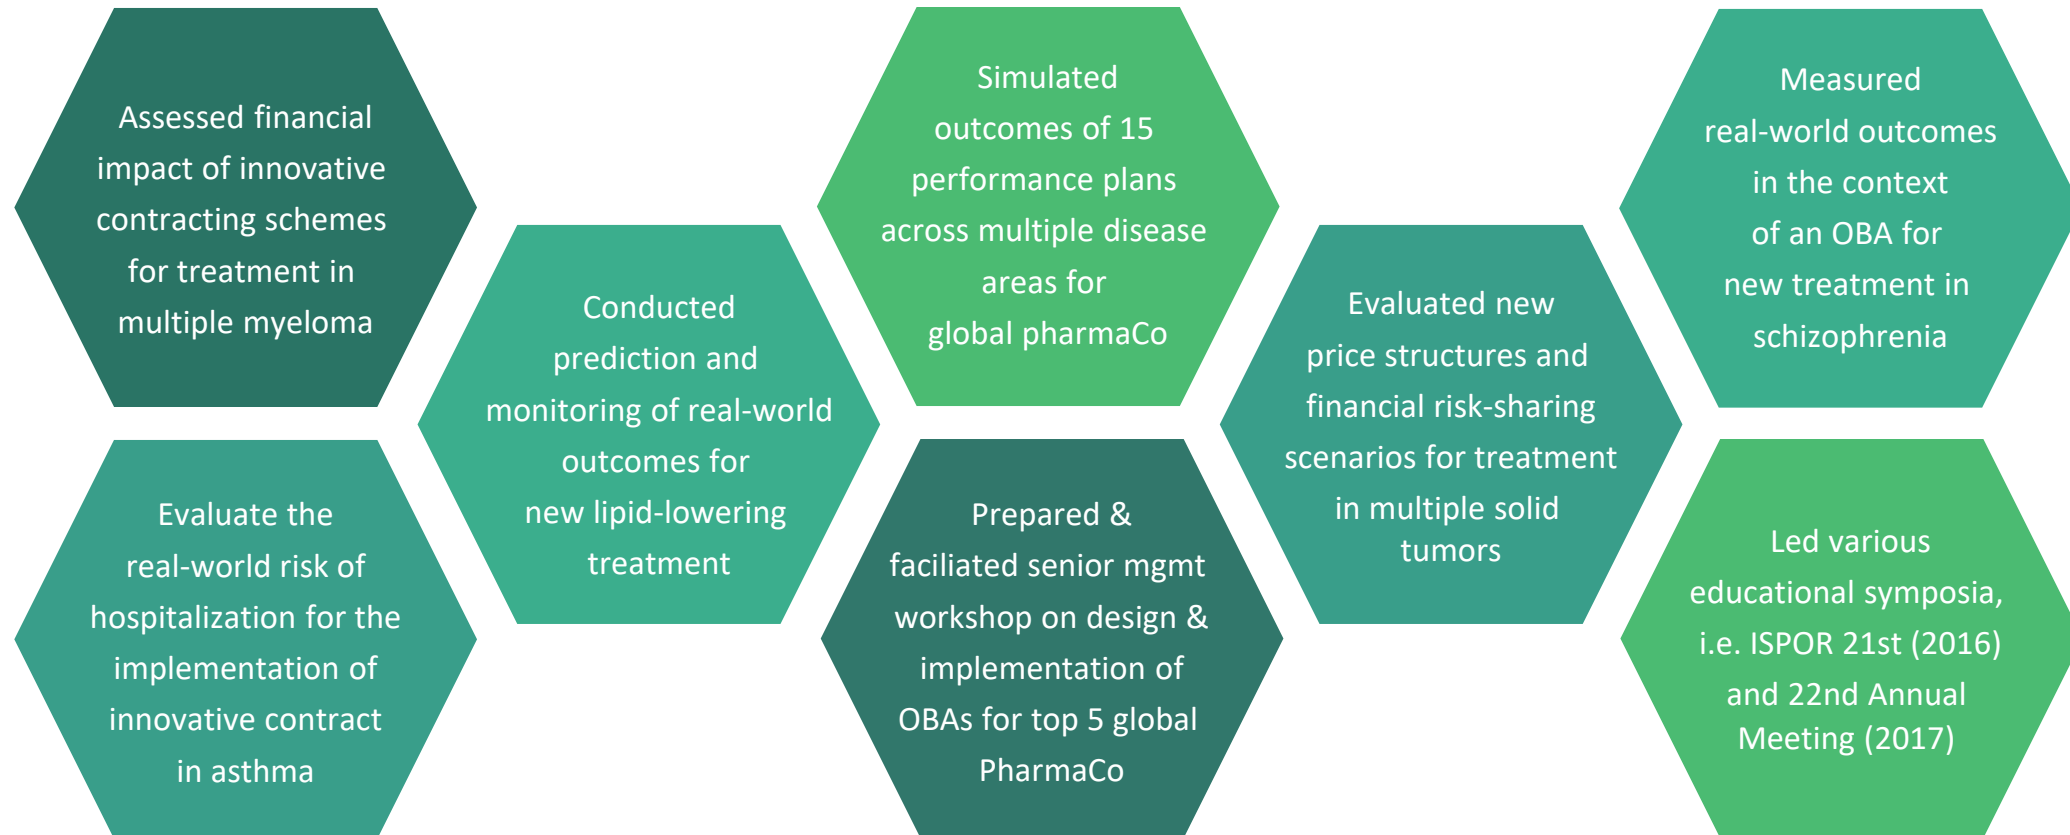 Assessed financial
impact of innovative
contracting schemes
for treatment in
multiple myeloma
Evaluate the
real-world risk of
hospitalization for the
implementation of
innovative contract
in asthma
Conducted
prediction and
monitoring of real-world
outcomes for
new lipid-lowering
treatment
Simulated
outcomes of 15
performance plans
across multiple disease
areas for
global pharmaCo
Prepared &
faciliated senior mgmt
workshop on design &
implementation of
OBAs for top 5 global
PharmaCo
Evaluated new
price structures and
financial risk-sharing
scenarios for treatment
in multiple solid
tumors
Measured
real-world outcomes
in the context
of an OBA for
new treatment in
schizophrenia
Led various
educational symposia,
i.e. ISPOR 21st (2016)
and 22nd Annual
Meeting (2017)